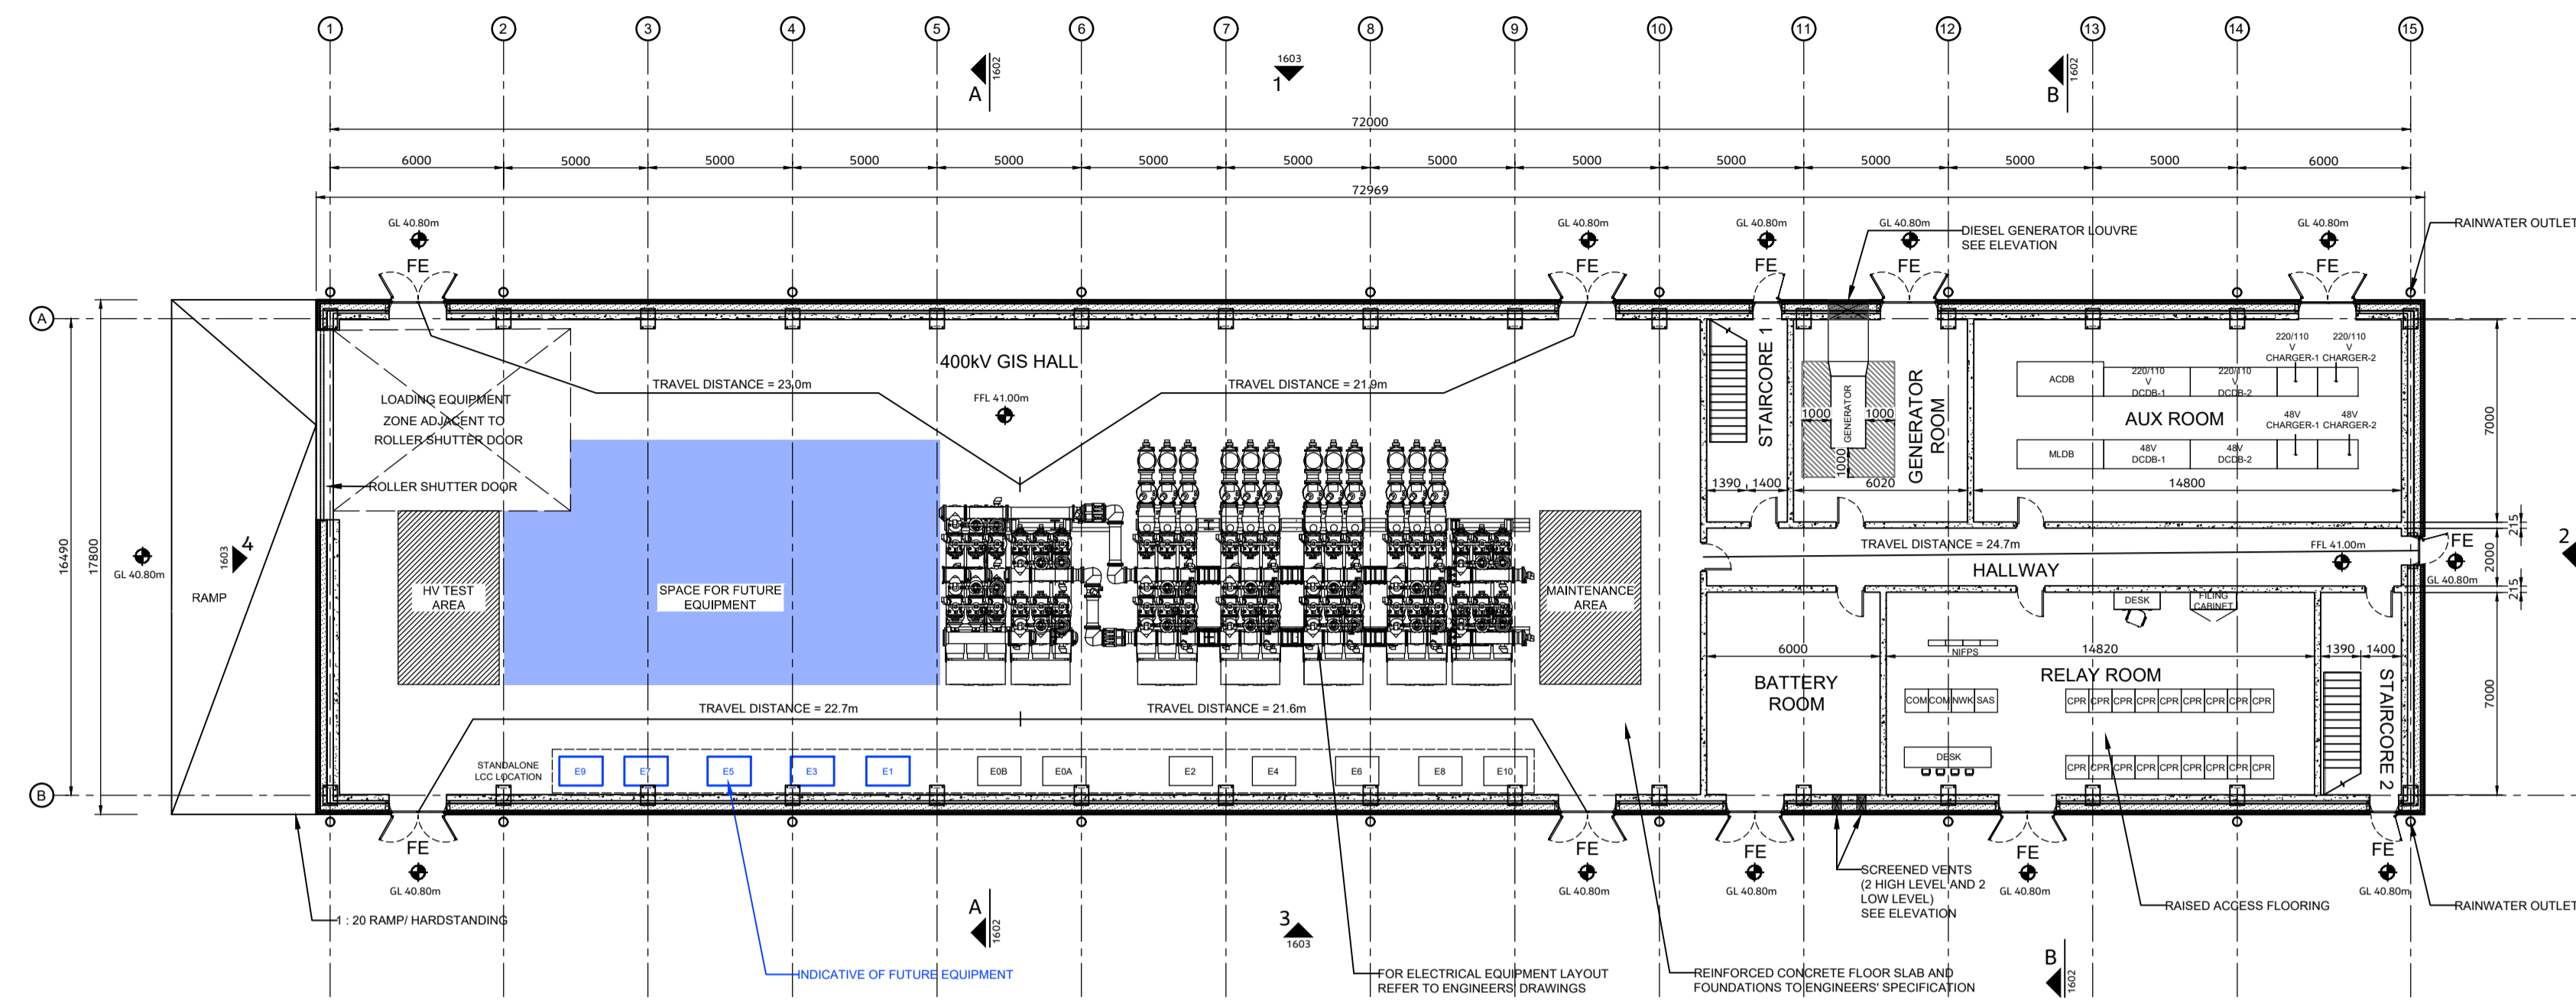 1 2 3 4 5 6 7 8 9 10 11 12 13 14 15
A 1602
1603
1
B 1602
72000
6000 5000 5000 5000 5000 5000 5000 5000 5000 5000 5000 5000 5000 6000
72969
GL 40.80m GL 40.80m GL 40.80m GL 40.80m GL 40.80m
FE FE FE FE FE
DIESEL GENERATOR LOUVRE
SEE ELEVATION
RAINWATER OUTLET
A
16490
17800
400kV GIS HALL
TRAVEL DISTANCE = 23.0m
TRAVEL DISTANCE = 21.9m
FFL 41.00m
LOADING EQUIPMENT
ZONE ADJACENT TO
ROLLER SHUTTER DOOR
ROLLER SHUTTER DOOR
STAIRCORE 1
1390 1400
GENERATOR
1000 1000
1000
GENERATOR
ROOM
6020
220/110
V
CHARGER-1
220/110
V
CHARGER-2
ACDB
220/110
V
DCDB-1
220/110
V
DCDB-2
AUX ROOM
48V
CHARGER-1
48V
CHARGER-2
MLDB
48V
DCDB-1
48V
DCDB-2
14800
7000
215
2000
215
7000
GL 40.80m
RAMP
1603
4
HV TEST
AREA
SPACE FOR FUTURE
EQUIPMENT
MAINTENANCE
AREA
TRAVEL DISTANCE = 24.7m
HALLWAY
FFL 41.00m
FE
GL 40.80m
2
DESK
FILING
CABINET
NIFPS
6000
14820
1390 1400
BATTERY
ROOM
RELAY ROOM
STAIRCORE 2
COM COM NWK SAS
CPR CPR CPR CPR CPR CPR CPR CPR CPR
DESK
CPR CPR CPR CPR CPR CPR CPR CPR CPR
TRAVEL DISTANCE = 22.7m
TRAVEL DISTANCE = 21.6m
STANDALONE
LCC LOCATION
E9 E7 E5 E3 E1 E0B E0A E2 E4 E6 E8 E10
B
FE FE FE FE FE
GL 40.80m GL 40.80m GL 40.80m GL 40.80m GL 40.80m
1 : 20 RAMP/ HARDSTANDING
A 1602
3
1603
B 1602
SCREENED VENTS
(2 HIGH LEVEL AND 2
LOW LEVEL)
SEE ELEVATION
RAISED ACCESS FLOORING
RAINWATER OUTLET
INDICATIVE OF FUTURE EQUIPMENT
FOR ELECTRICAL EQUIPMENT LAYOUT
REFER TO ENGINEERS' DRAWINGS
REINFORCED CONCRETE FLOOR SLAB AND
FOUNDATIONS TO ENGINEERS' SPECIFICATION